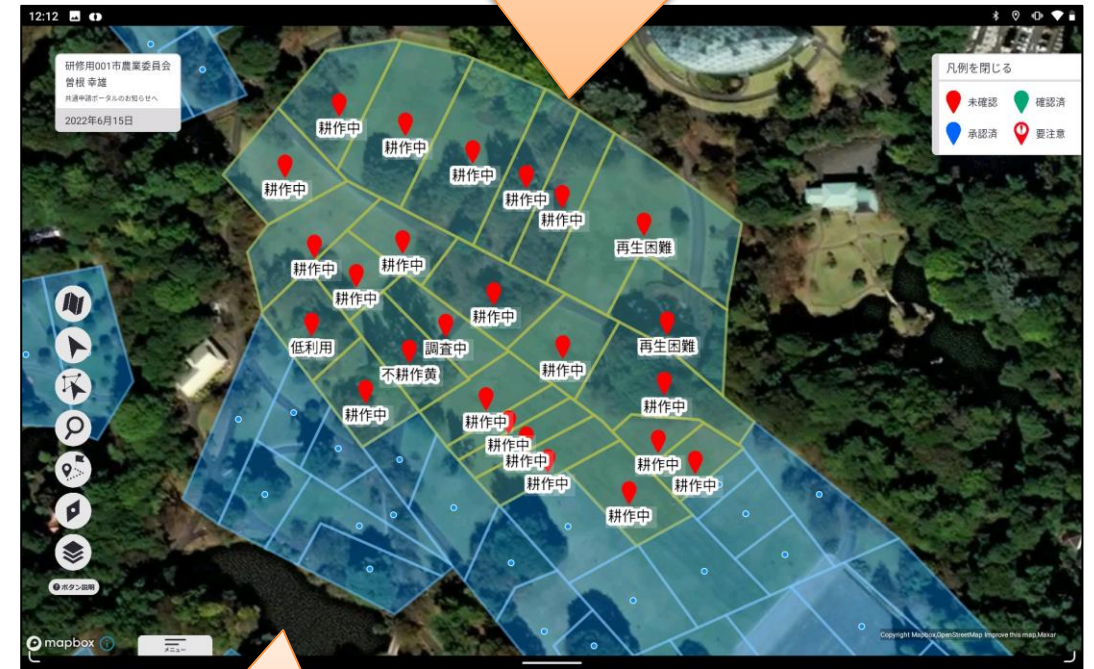 12:12
研修用001市農業委員会
曽根 幸雄
共通申請ポータルのお知らせへ
2022年6月15日
凡例を閉じる
未確認
確認済
承認済
要注意
耕作中
耕作中
耕作中
耕作中
耕作中
耕作中
再生困難
耕作中
耕作中
耕作中
耕作中
低利用
調査中
再生困難
不耕作黄
耕作中
耕作中
耕作中
耕作中
耕作中
耕作中
耕作中
耕作中
耕作中
耕作中
ボタン説明
mapbox
メニュー
Copyright Mapbox,OpenStreetMap Improve this map,Maxar